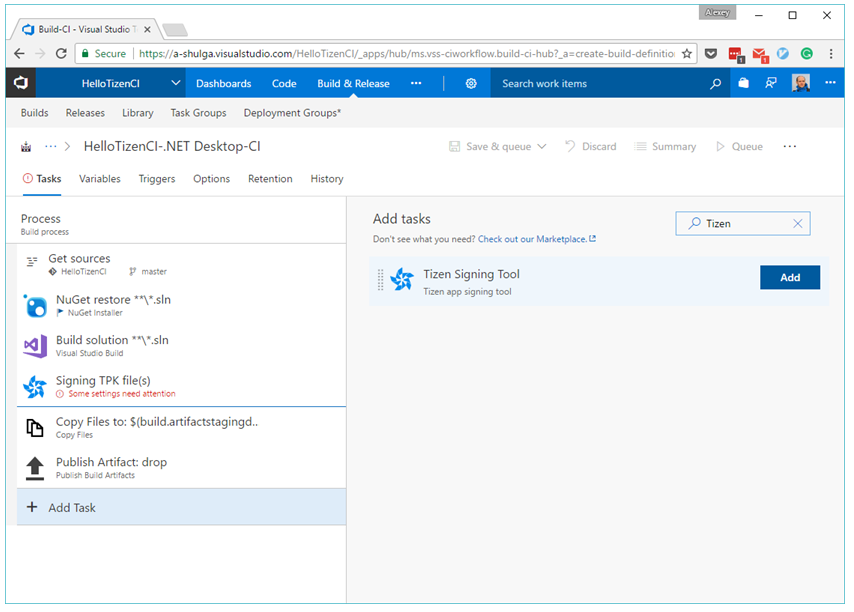 Alexey
Build-CI - Visual Studio T
Secure https://a-shulga.visualstudio.com/HelloTizenCI/_apps/hub/ms.vss-ciworkflow.build-ci-hub?_a=create-build-definitio
1 1
HelloTizenCI Dashboards Code Build & Release ··· Search work items ···
Builds Releases Library Task Groups Deployment Groups*
··· > HelloTizenCI-.NET Desktop-CI Save & queue Discard Summary Queue ···
Tasks Variables Triggers Options Retention History
Process
Build process
Get sources
HelloTizenCI master
NuGet restore **\*.sln
NuGet Installer
Build solution **\*.sln
Visual Studio Build
Signing TPK file(s)
Some settings need attention
Copy Files to: $(build.artifactstagingd..
Copy Files
Publish Artifact: drop
Publish Build Artifacts
+ Add Task
Add tasks
Tizen
Don't see what you need? Check out our Marketplace.
Tizen Signing Tool
Tizen app signing tool
Add